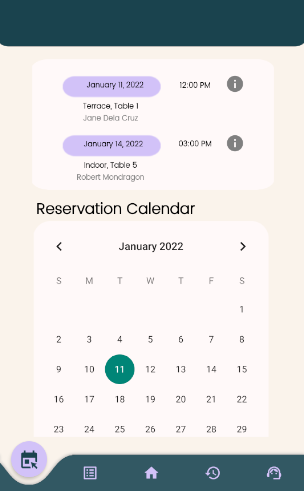 January 11, 2022 12:00 PM
Terrace, Table 1
Jane Dela Cruz
January 14, 2022 03:00 PM
Indoor, Table 5
Robert Mondragon
Reservation Calendar
January 2022
S M T W T F S
1
2 3 4 5 6 7 8
9 10 11 12 13 14 15
16 17 18 19 20 21 22
23 24 25 26 27 28 29